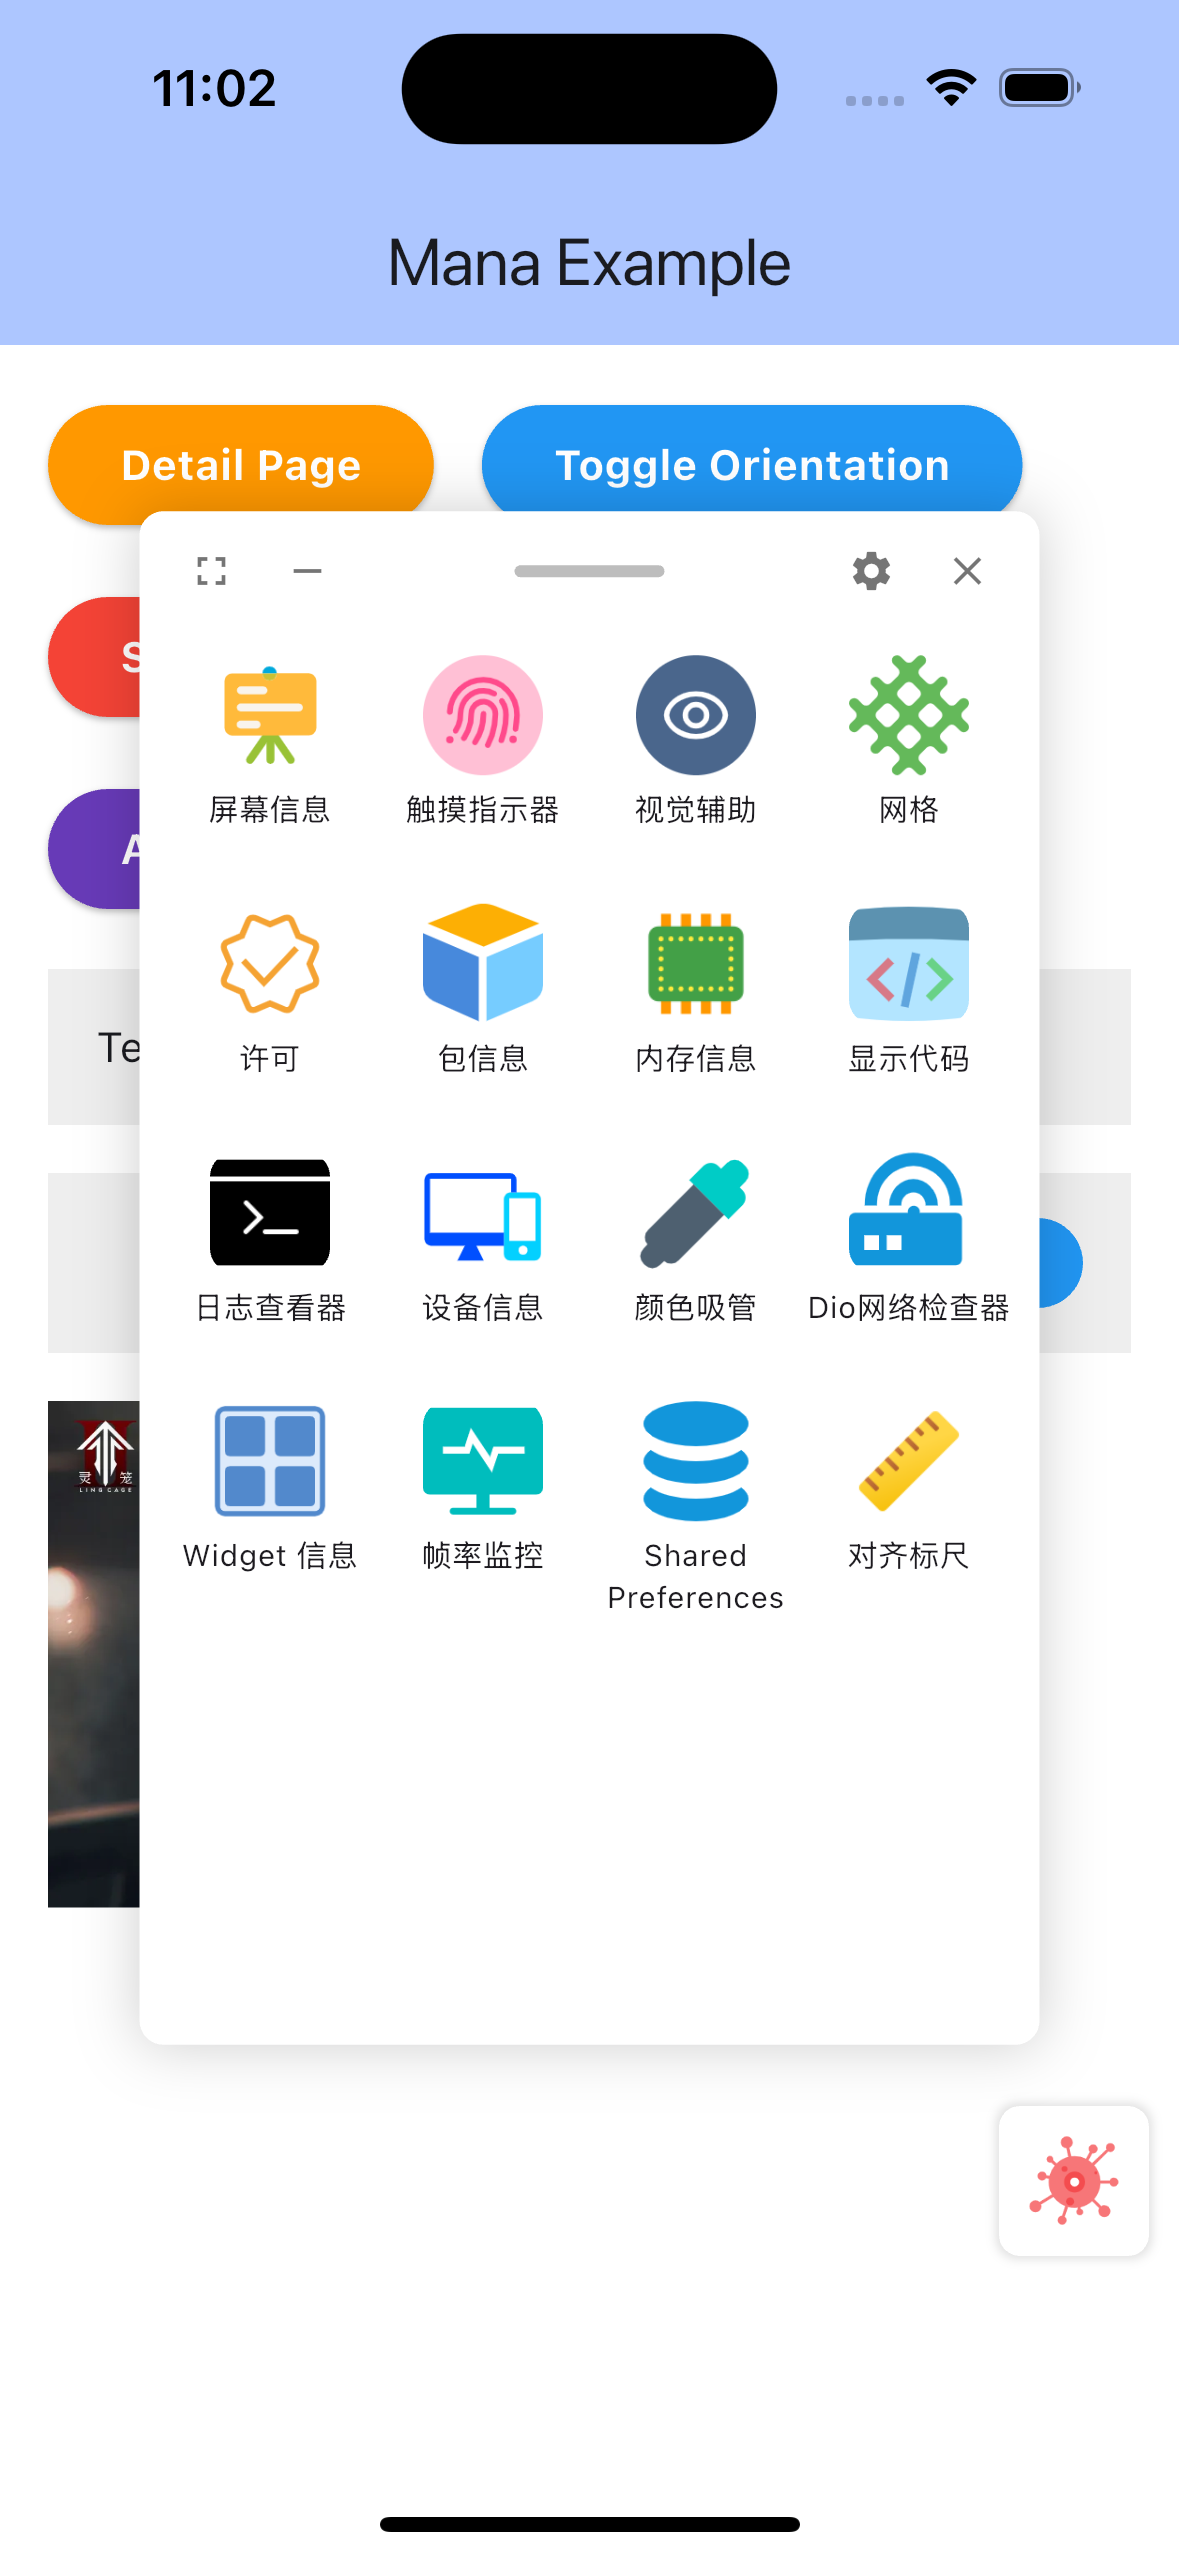 11:02
Mana Example
Detail Page
Toggle Orientation
S
屏幕信息
触摸指示器
视觉辅助
网格
A
许可
包信息
内存信息
显示代码
Te
日志查看器
设备信息
颜色吸管
Dio网络检查器
灵 笼
LING CAGE
Widget 信息
帧率监控
Shared
Preferences
对齐标尺